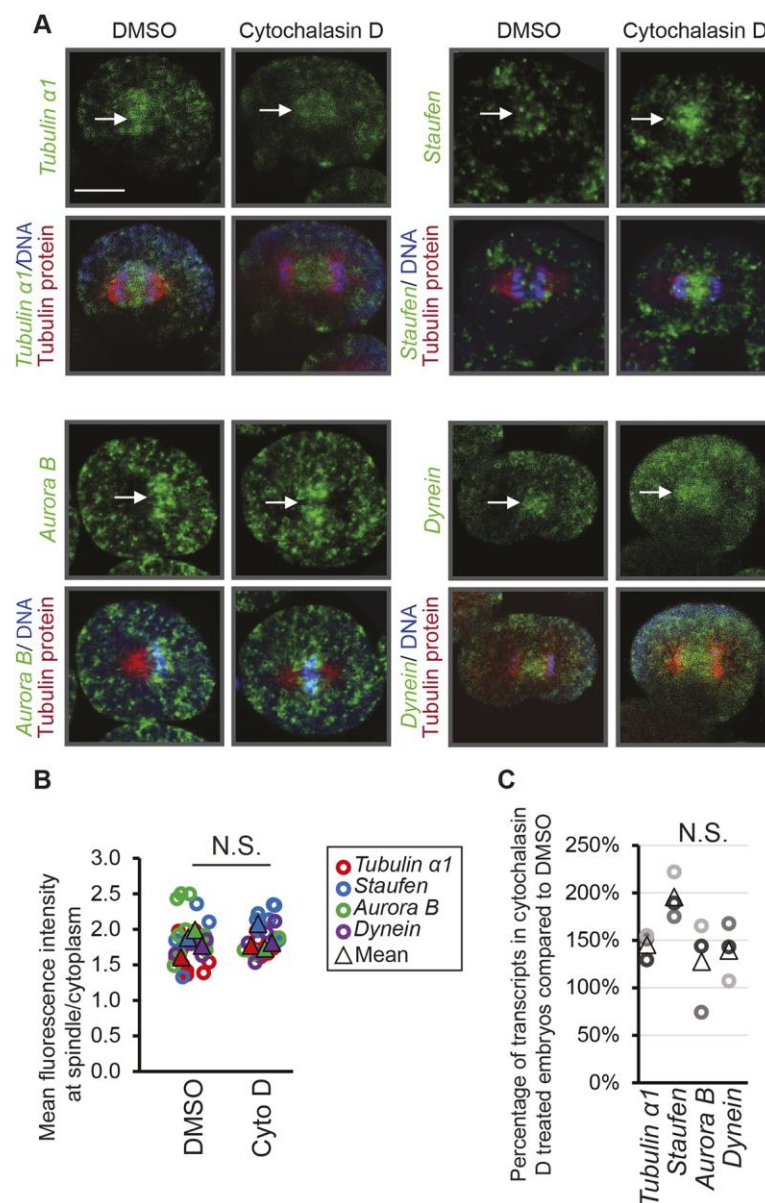 A
DMSO
Cytochalasin D
DMSO
Cytochalasin D
Tubulin α1
Staufen
Tubulin α1/DNA
Tubulin protein
Staufen/ DNA
Tubulin protein
Aurora B
Dynein
Aurora B/ DNA
Tubulin protein
Dynein/ DNA
Tubulin protein
B
N.S.
Mean fluorescence intensity
at spindle/cytoplasm
3.0
2.5
2.0
1.5
1.0
0.5
0.0
DMSO
Cyto D
Tubulin α1
Staufen
Aurora B
Dynein
Mean
C
N.S.
Percentage of transcripts in cytochalasin
D treated embryos compared to DMSO
250%
200%
150%
100%
50%
0%
Tubulin α1
Staufen
Aurora B
Dynein